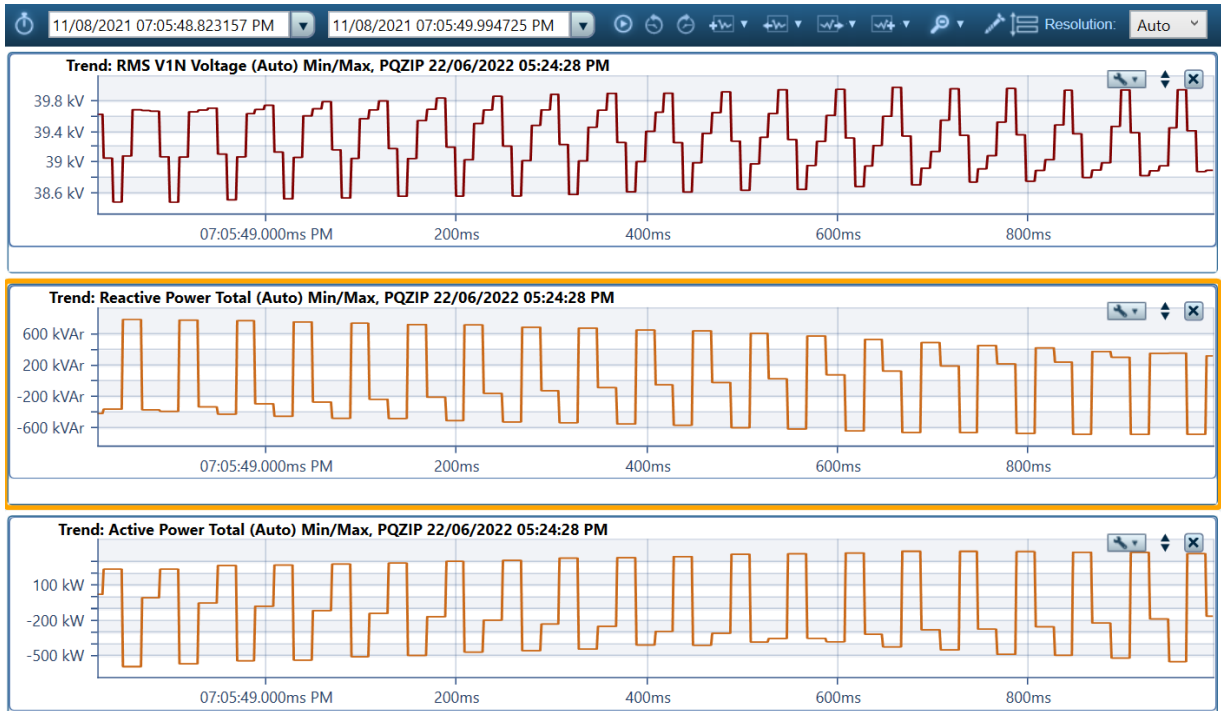 11/08/2021 07:05:48.823157 PM 11/08/2021 07:05:49.994725 PM Resolution: Auto
Trend: RMS V1N Voltage (Auto) Min/Max, PQZIP 22/06/2022 05:24:28 PM
39.8 kV
39.4 kV
39 kV
38.6 kV
07:05:49.000ms PM 200ms 400ms 600ms 800ms
Trend: Reactive Power Total (Auto) Min/Max, PQZIP 22/06/2022 05:24:28 PM
600 kVAr
200 kVAr
-200 kVAr
-600 kVAr
07:05:49.000ms PM 200ms 400ms 600ms 800ms
Trend: Active Power Total (Auto) Min/Max, PQZIP 22/06/2022 05:24:28 PM
100 kW
-200 kW
-500 kW
07:05:49.000ms PM 200ms 400ms 600ms 800ms